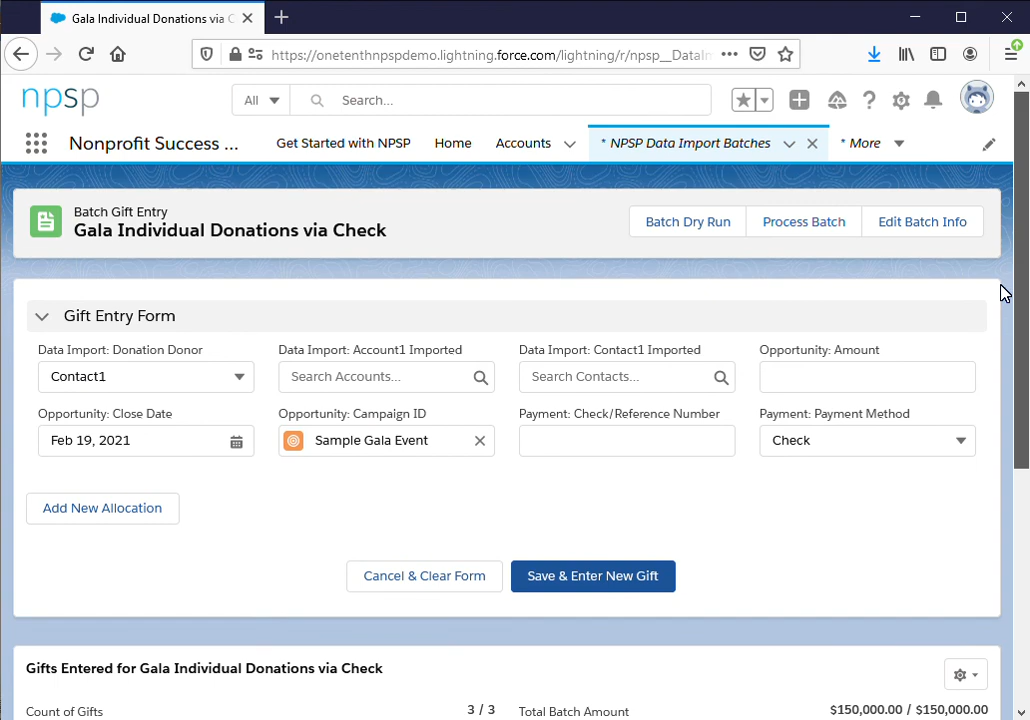 Gala Individual Donations via C
https://onetenthnpspdemo.lightning.force.com/lightning/r/npsp__DataIm
npsp
All
Search...
Nonprofit Success ...
Get Started with NPSP
Home
Accounts
* NPSP Data Import Batches
* More
Batch Gift Entry
Gala Individual Donations via Check
Batch Dry Run
Process Batch
Edit Batch Info
Gift Entry Form
Data Import: Donation Donor
Data Import: Account1 Imported
Data Import: Contact1 Imported
Opportunity: Amount
Contact1
Search Accounts...
Search Contacts...
Opportunity: Close Date
Opportunity: Campaign ID
Payment: Check/Reference Number
Payment: Payment Method
Feb 19, 2021
Sample Gala Event
Check
Add New Allocation
Cancel & Clear Form
Save & Enter New Gift
Gifts Entered for Gala Individual Donations via Check
Count of Gifts
3 / 3
Total Batch Amount
$150,000.00 / $150,000.00